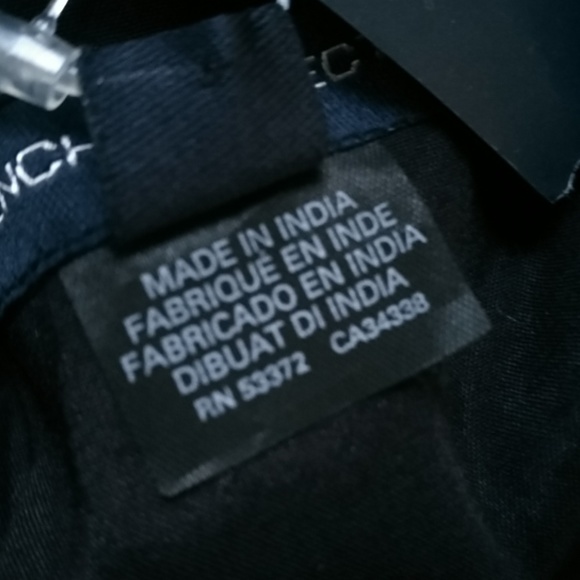 MADE IN INDIA
FABRIQUÉ EN INDE
FABRICADO EN INDIA
DIBUAT DI INDIA
RN 53372 CA34338